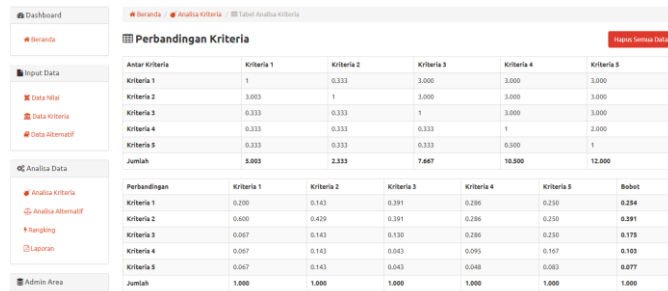 Dashboard
Beranda
Input Data
Data Nilai
Data Kriteria
Data Alternatif
Analisa Data
Analisa Kriteria
Analisa Alternatif
Rangking
Laporan
Admin Area
Beranda / Analisa Kriteria / Tabel Analisa Kriteria
Perbandingan Kriteria
Hapus Semua Data
Antar Kriteria Kriteria 1 Kriteria 2 Kriteria 3 Kriteria 4 Kriteria 5
Kriteria 1 1 0.333 3.000 3.000 3.000
Kriteria 2 3.003 1 3.000 3.000 3.000
Kriteria 3 0.333 0.333 1 3.000 3.000
Kriteria 4 0.333 0.333 0.333 1 2.000
Kriteria 5 0.333 0.333 0.333 0.500 1
Jumlah 5.003 2.333 7.667 10.500 12.000
Perbandingan Kriteria 1 Kriteria 2 Kriteria 3 Kriteria 4 Kriteria 5 Bobot
Kriteria 1 0.200 0.143 0.391 0.286 0.250 0.254
Kriteria 2 0.600 0.429 0.391 0.286 0.250 0.391
Kriteria 3 0.067 0.143 0.130 0.286 0.250 0.175
Kriteria 4 0.067 0.143 0.043 0.095 0.167 0.103
Kriteria 5 0.067 0.143 0.043 0.048 0.083 0.077
Jumlah 1.000 1.000 1.000 1.000 1.000 1.000